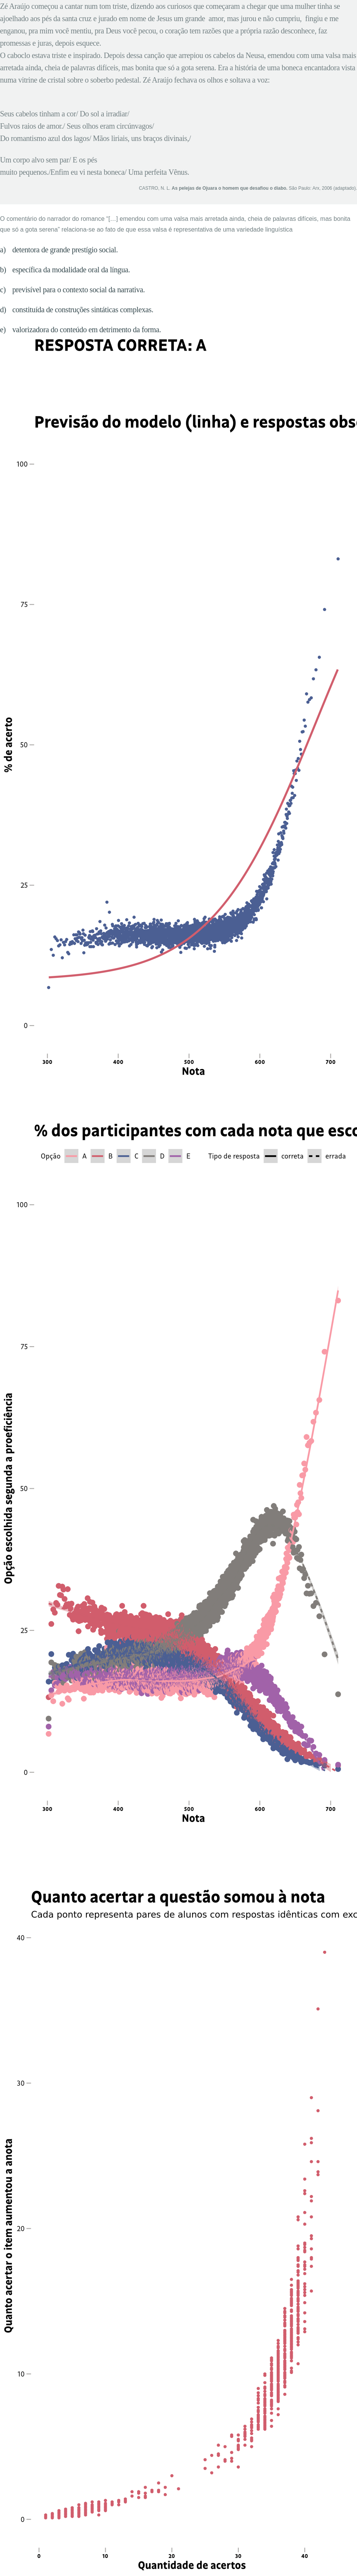 Zé Araújo começou a cantar num tom triste, dizendo aos curiosos que começaram a chegar que uma mulher tinha se
ajoelhado aos pés da santa cruz e jurado em nome de Jesus um grande amor, mas jurou e não cumpriu, fingiu e me
enganou, pra mim você mentiu, pra Deus você pecou, o coração tem razões que a própria razão desconhece, faz
promessas e juras, depois esquece.
O caboclo estava triste e inspirado. Depois dessa canção que arrepiou os cabelos da Neusa, emendou com uma valsa mais
arretada ainda, cheia de palavras difíceis, mas bonita que só a gota serena. Era a história de uma boneca encantadora vista
numa vitrine de cristal sobre o soberbo pedestal. Zé Araújo fechava os olhos e soltava a voz:
Seus cabelos tinham a cor/ Do sol a irradiar/
Fulvos raios de amor./ Seus olhos eram circúnvagos/
Do romantismo azul dos lagos/ Mãos liriais, uns braços divinais,/
Um corpo alvo sem par/ E os pés
muito pequenos./Enfim eu vi nesta boneca/ Uma perfeita Vênus.
CASTRO, N. L. As pelejas de Ojuara o homem que desafiou o diabo. São Paulo: Arx, 2006 (adaptado).
O comentário do narrador do romance “[…] emendou com uma valsa mais arretada ainda, cheia de palavras difíceis, mas bonita
que só a gota serena” relaciona-se ao fato de que essa valsa é representativa de uma variedade linguística
a) detentora de grande prestígio social.
b) específica da modalidade oral da língua.
c) previsível para o contexto social da narrativa.
d) constituída de construções sintáticas complexas.
e) valorizadora do conteúdo em detrimento da forma.
RESPOSTA CORRETA: A
Previsão do modelo (linha) e respostas obs
100
75
50
25
0
% de acerto
300 400 500 600 700
Nota
% dos participantes com cada nota que esco
Opção A B C D E Tipo de resposta correta errada
100
75
50
25
0
Opção escolhida segunda a proeficiência
300 400 500 600 700
Nota
Quanto acertar a questão somou à nota
Cada ponto representa pares de alunos com respostas idênticas com exc
40
30
20
10
0
Quanto acertar o item aumentou a anota
0 10 20 30 40
Quantidade de acertos